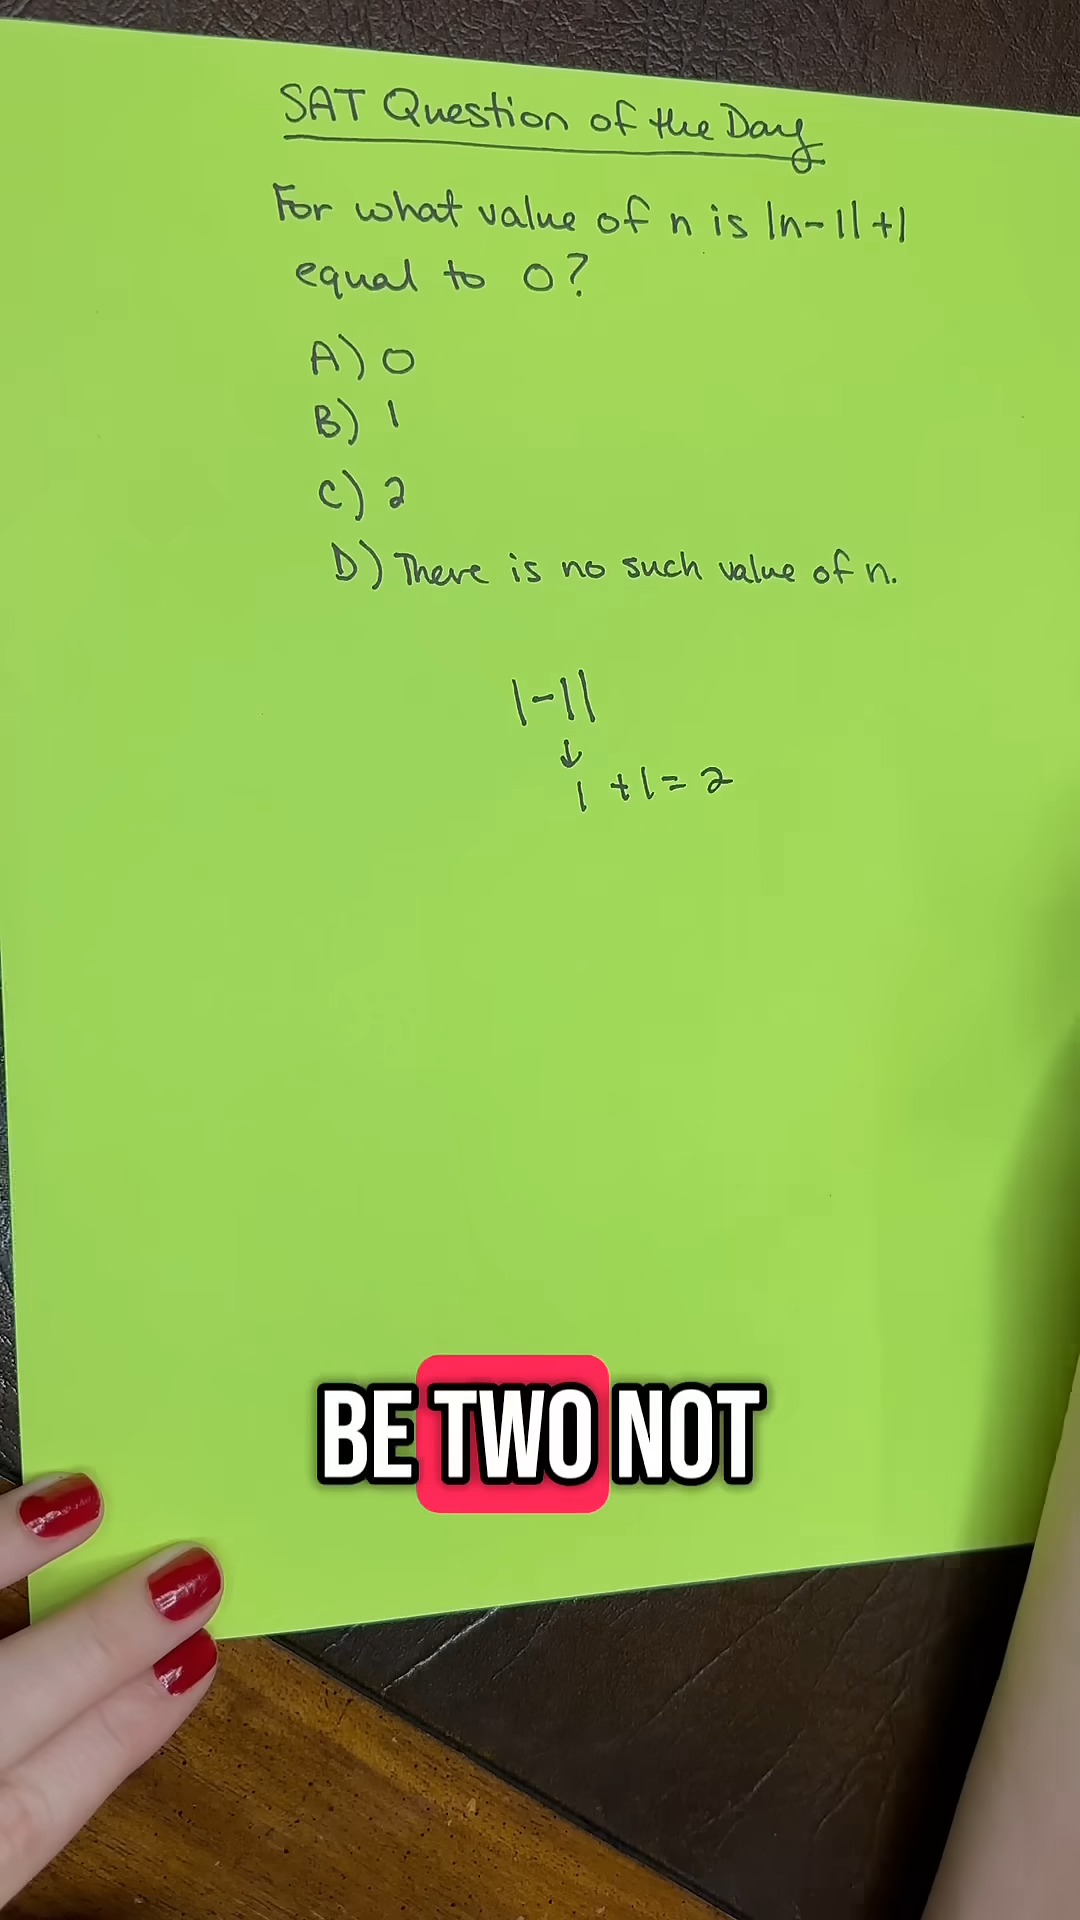 SAT Question of the Day
For what value of n is |n-1|+1
equal to 0?
A) 0
B) 1
C) 2
D) There is no such value of n.
|-1|
↓
1 +1 = 2
BE TWO NOT